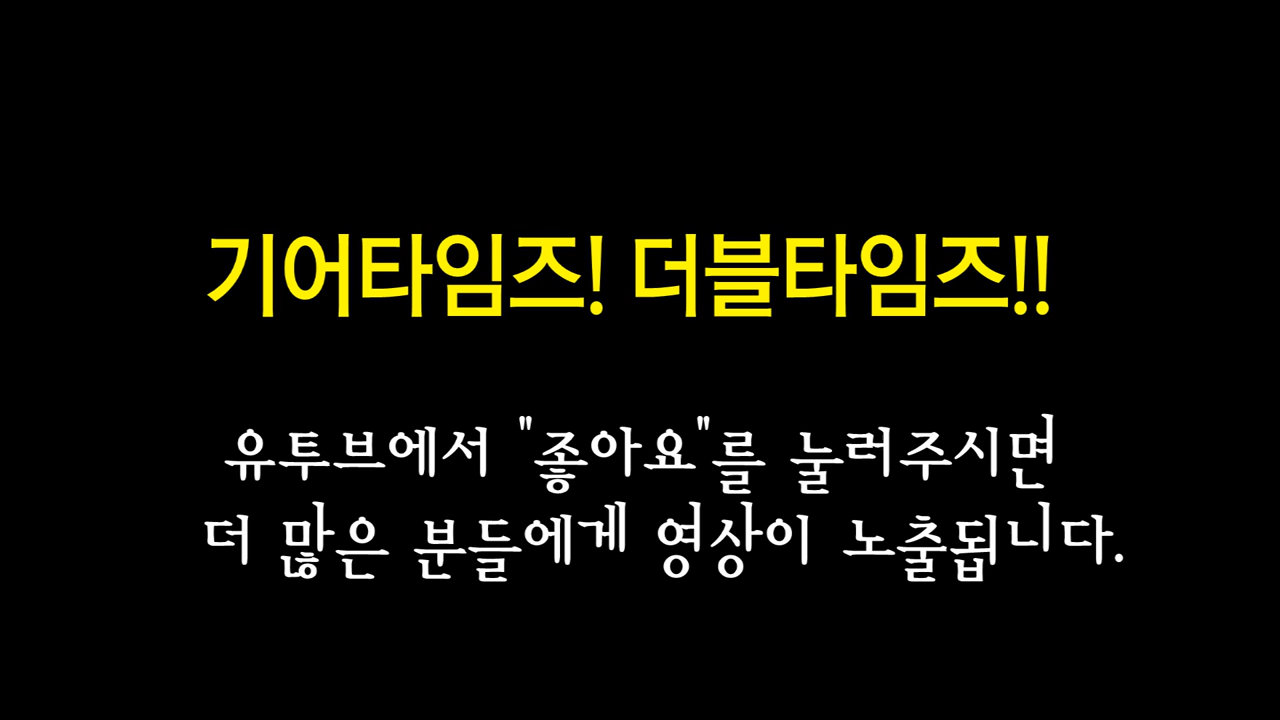 기어타임즈! 더블타임즈!!
유투브에서 "좋아요"를 눌러주시면
더 많은 분들에게 영상이 노출됩니다.